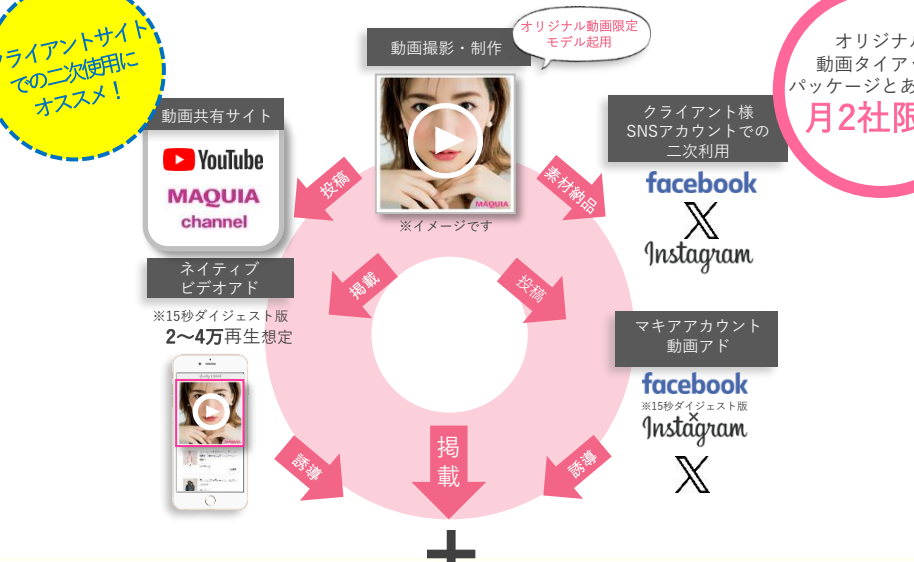 クライアントサイト
での二次使用に
オススメ！
動画撮影・制作
オリジナル動画限定
モデル起用
オリジナル
動画タイアッ
パッケージとあ
月2社限
動画共有サイト
YouTube
MAQUIA
channel
投稿
MAQUIA
※イメージです
素材納品
クライアント様
SNSアカウントでの
二次利用
facebook
X
Instagram
ネイティブ
ビデオアド
※15秒ダイジェスト版
2〜4万再生想定
掲載
投稿
マキアアカウント
動画アド
facebook
※15秒ダイジェスト版
×
Instagram
X
誘導
掲載
誘導
+